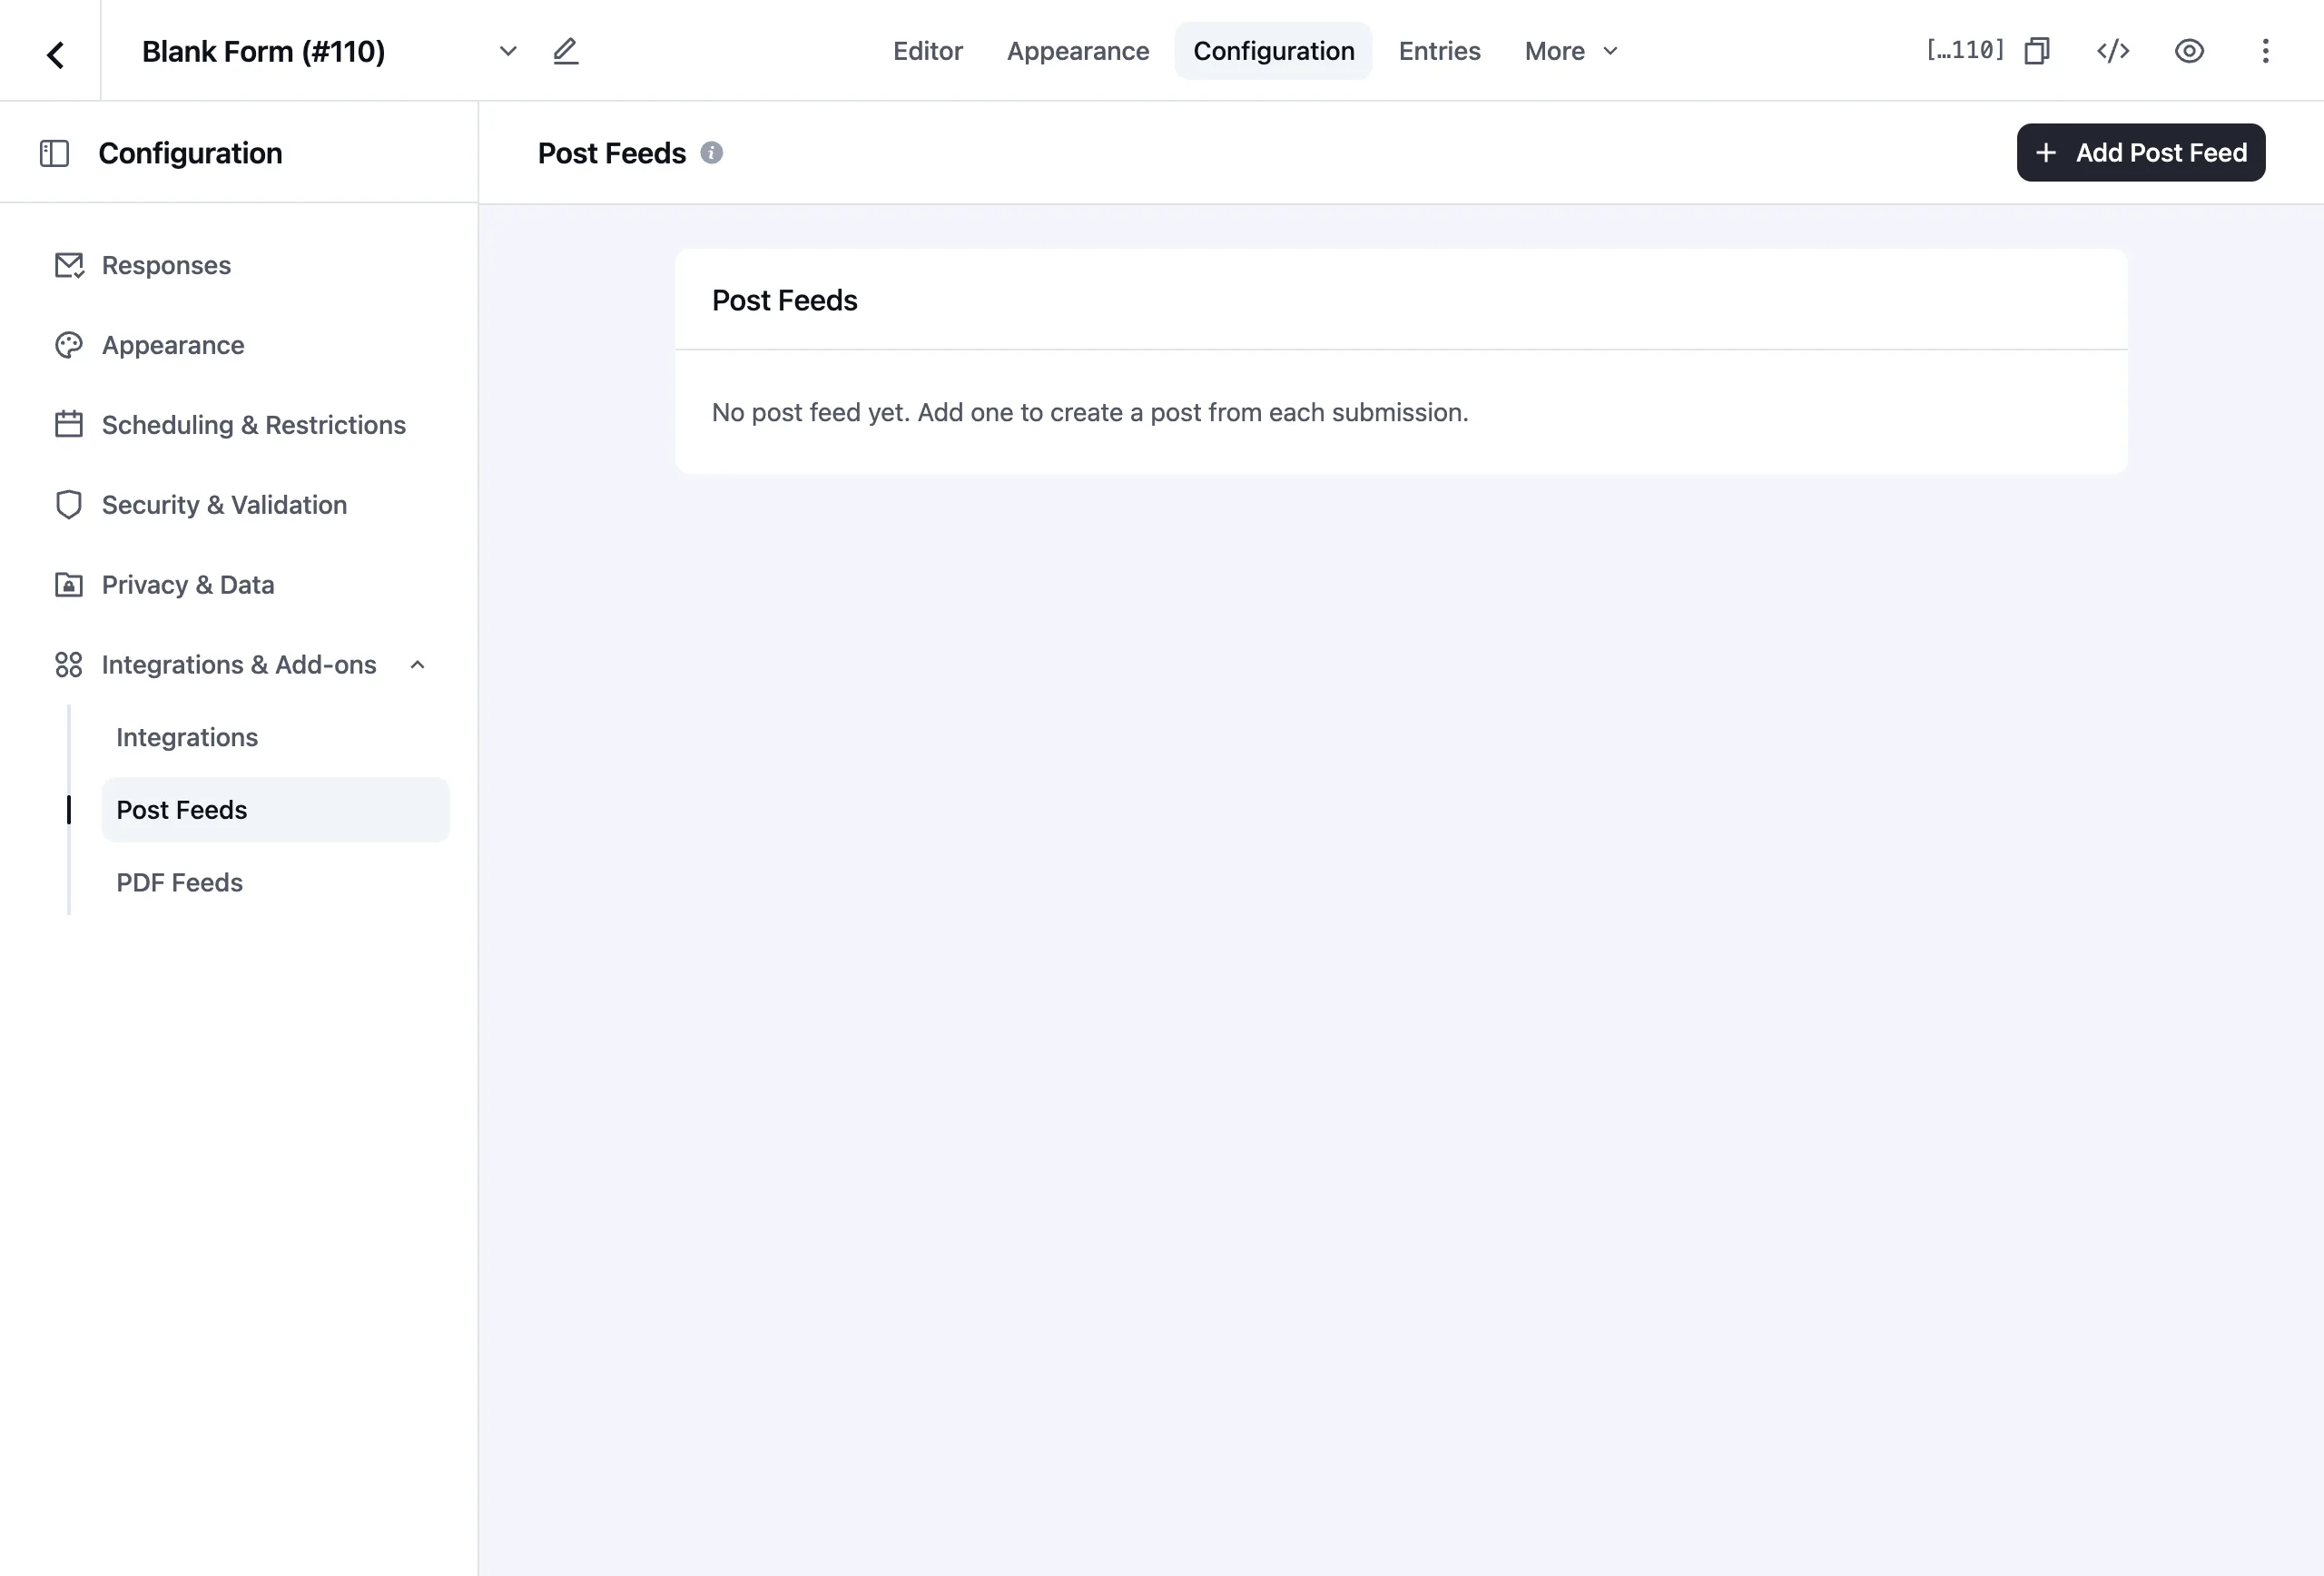 Blank Form (#110)
Editor
Appearance
Configuration
Entries
More
[…110]
Configuration
Post Feeds
Add Post Feed
Responses
Appearance
Scheduling & Restrictions
Security & Validation
Privacy & Data
Integrations & Add-ons
Integrations
Post Feeds
PDF Feeds
Post Feeds
No post feed yet. Add one to create a post from each submission.